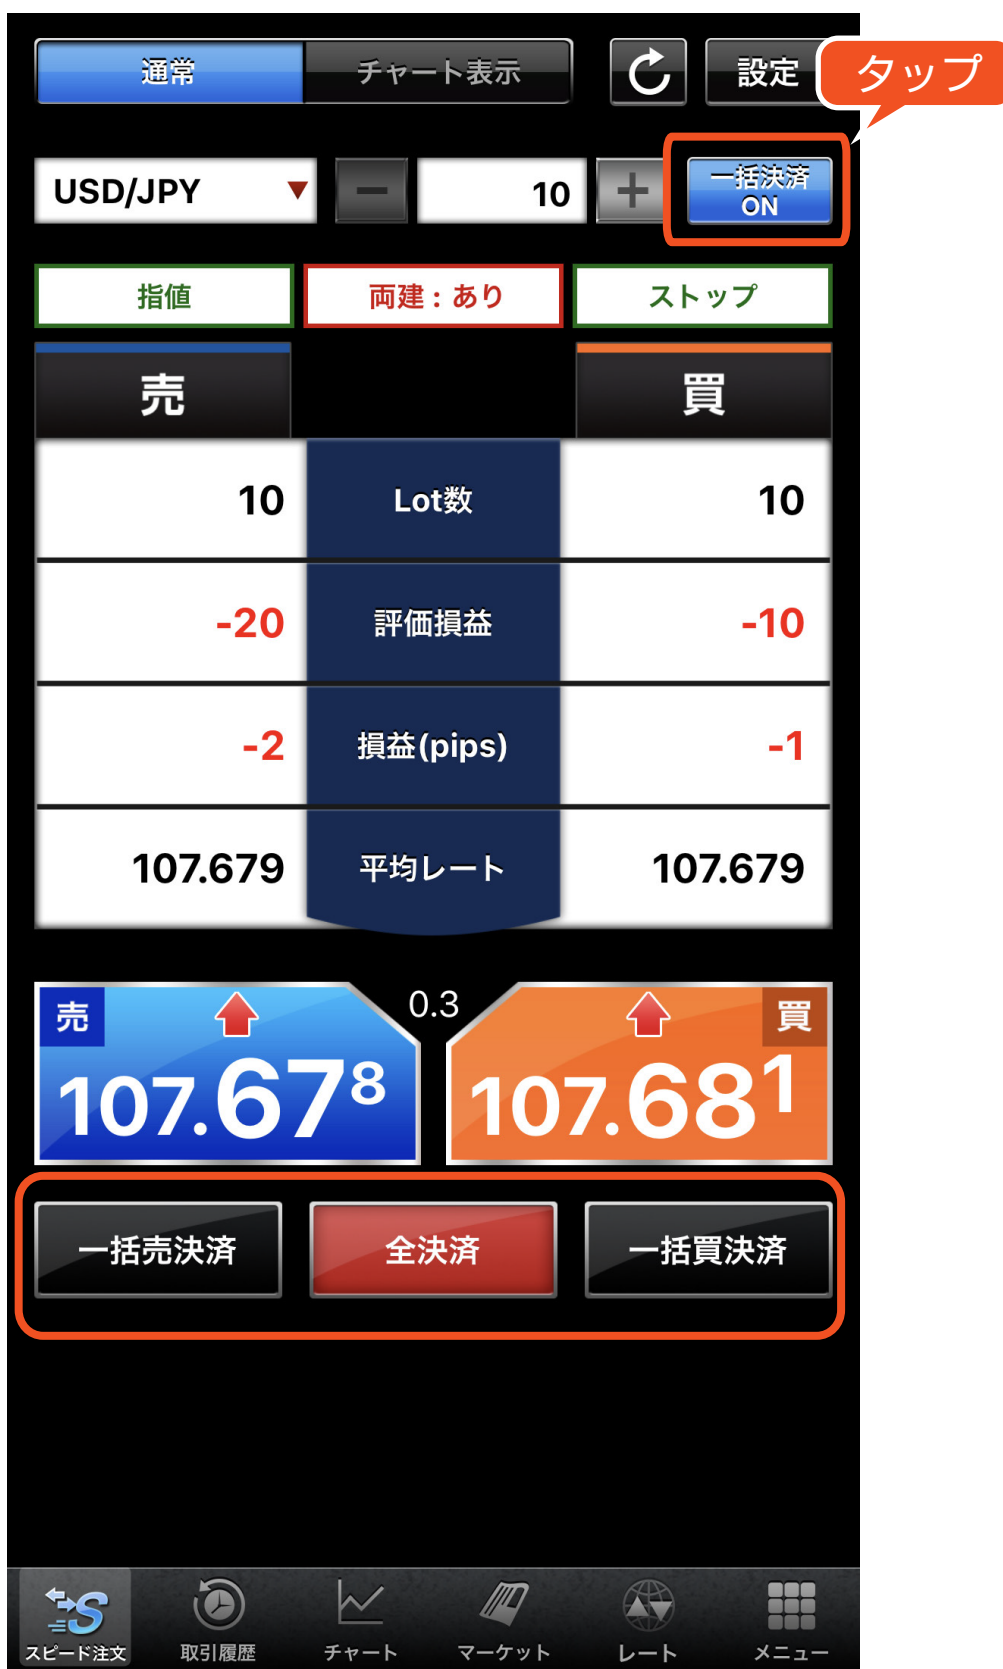 通常
チャート表示
設定
タップ
USD/JPY
10
一括決済
ON
指値
両建：あり
ストップ
売
買
10
Lot数
10
-20
評価損益
-10
-2
損益(pips)
-1
107.679
平均レート
107.679
売
0.3
買
107.678
107.681
一括売決済
全決済
一括買決済
スピード注文
取引履歴
チャート
マーケット
レート
メニュー